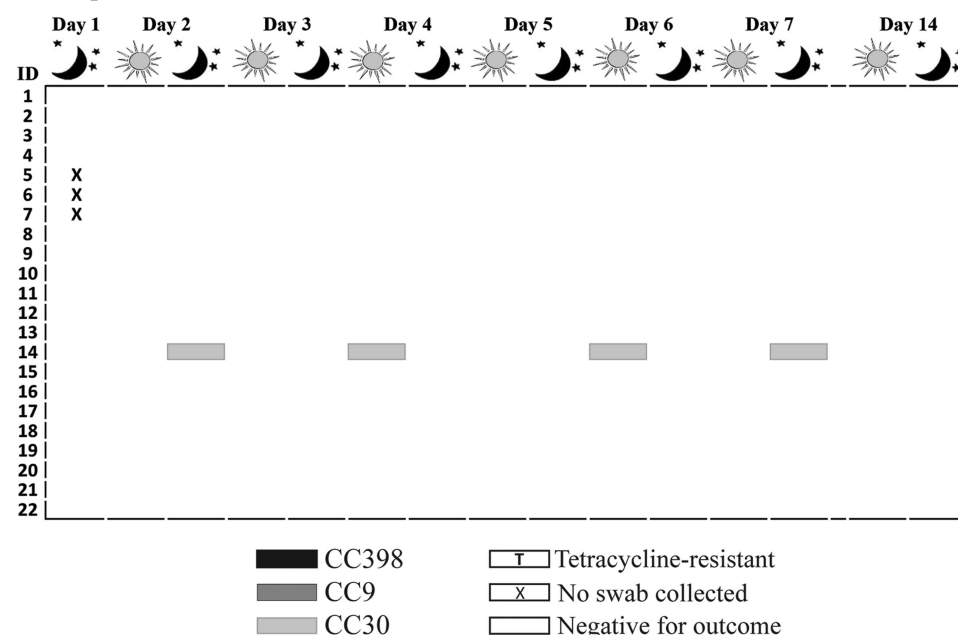 Day 1 Day 2 Day 3 Day 4 Day 5 Day 6 Day 7 Day 14
ID
1
2
3
4
5 X
6 X
7 X
8
9
10
11
12
13
14
15
16
17
18
19
20
21
22
CC398 T Tetracycline-resistant
CC9 X No swab collected
CC30 Negative for outcome